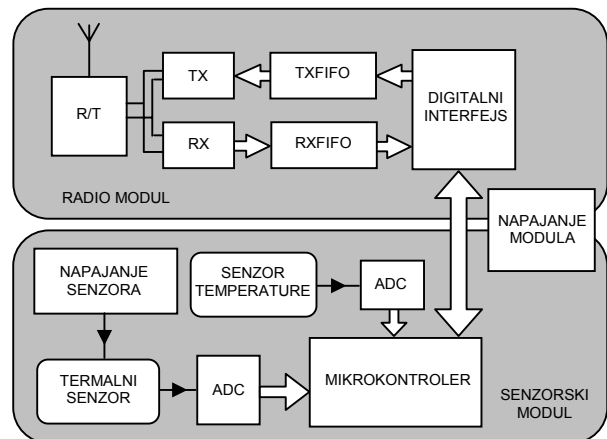 TX
TXFIFO
DIGITALNI
INTERFEJS
R/T
RX
RXFIFO
RADIO MODUL
NAPAJANJE
MODULA
NAPAJANJE
SENZORA
SENZOR
TEMPERATURE
ADC
TERMALNI
SENZOR
ADC
MIKROKONTROLER
SENZORSKI
MODUL